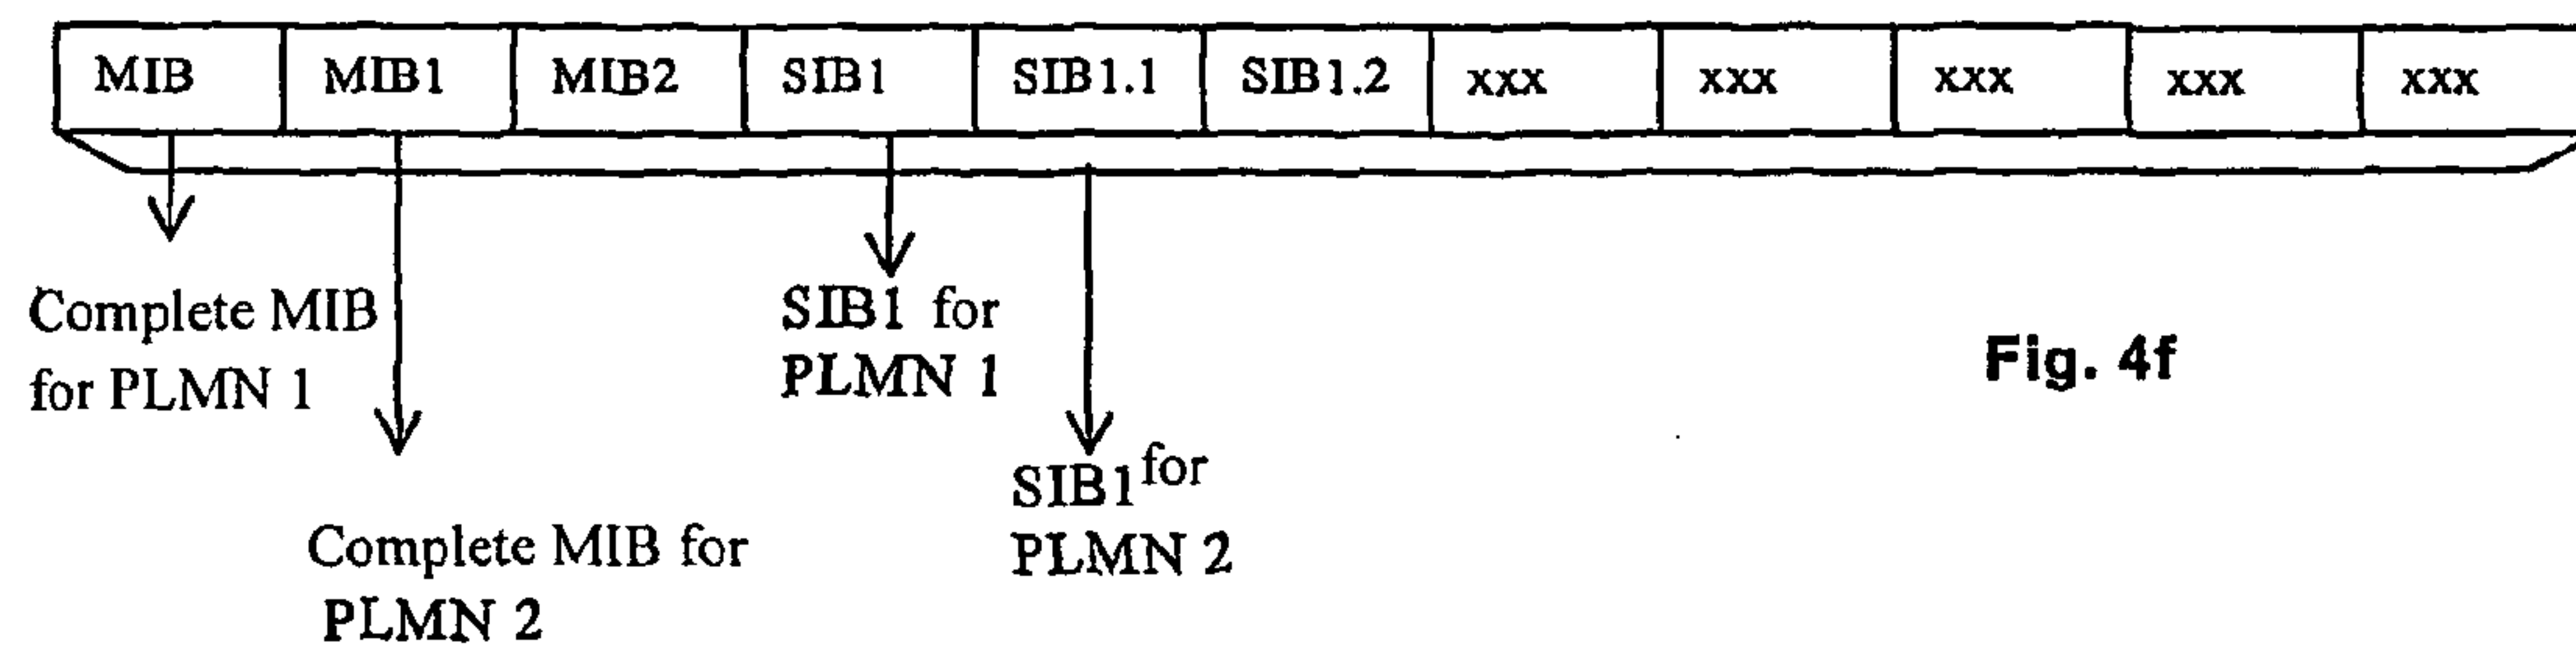 MIB MIB1 MIB2 SIB1 SIB1.1 SIB1.2 xxx xxx xxx xxx xxx
Complete MIB
for PLMN 1
SIB1 for
PLMN 1
Fig. 4f
SIB1 for
PLMN 2
Complete MIB for
PLMN 2